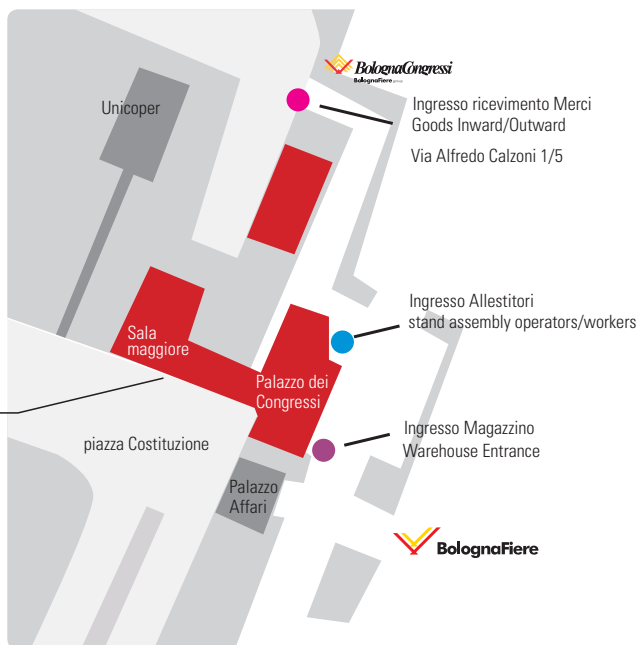 BolognaCongressi
BolognaFiere group
Unicoper
Ingresso ricevimento Merci
Goods Inward/Outward
Via Alfredo Calzoni 1/5
Ingresso Allestitori
stand assembly operators/workers
Sala
maggiore
Palazzo dei
Congressi
piazza Costituzione
Ingresso Magazzino
Warehouse Entrance
Palazzo
Affari
BolognaFiere